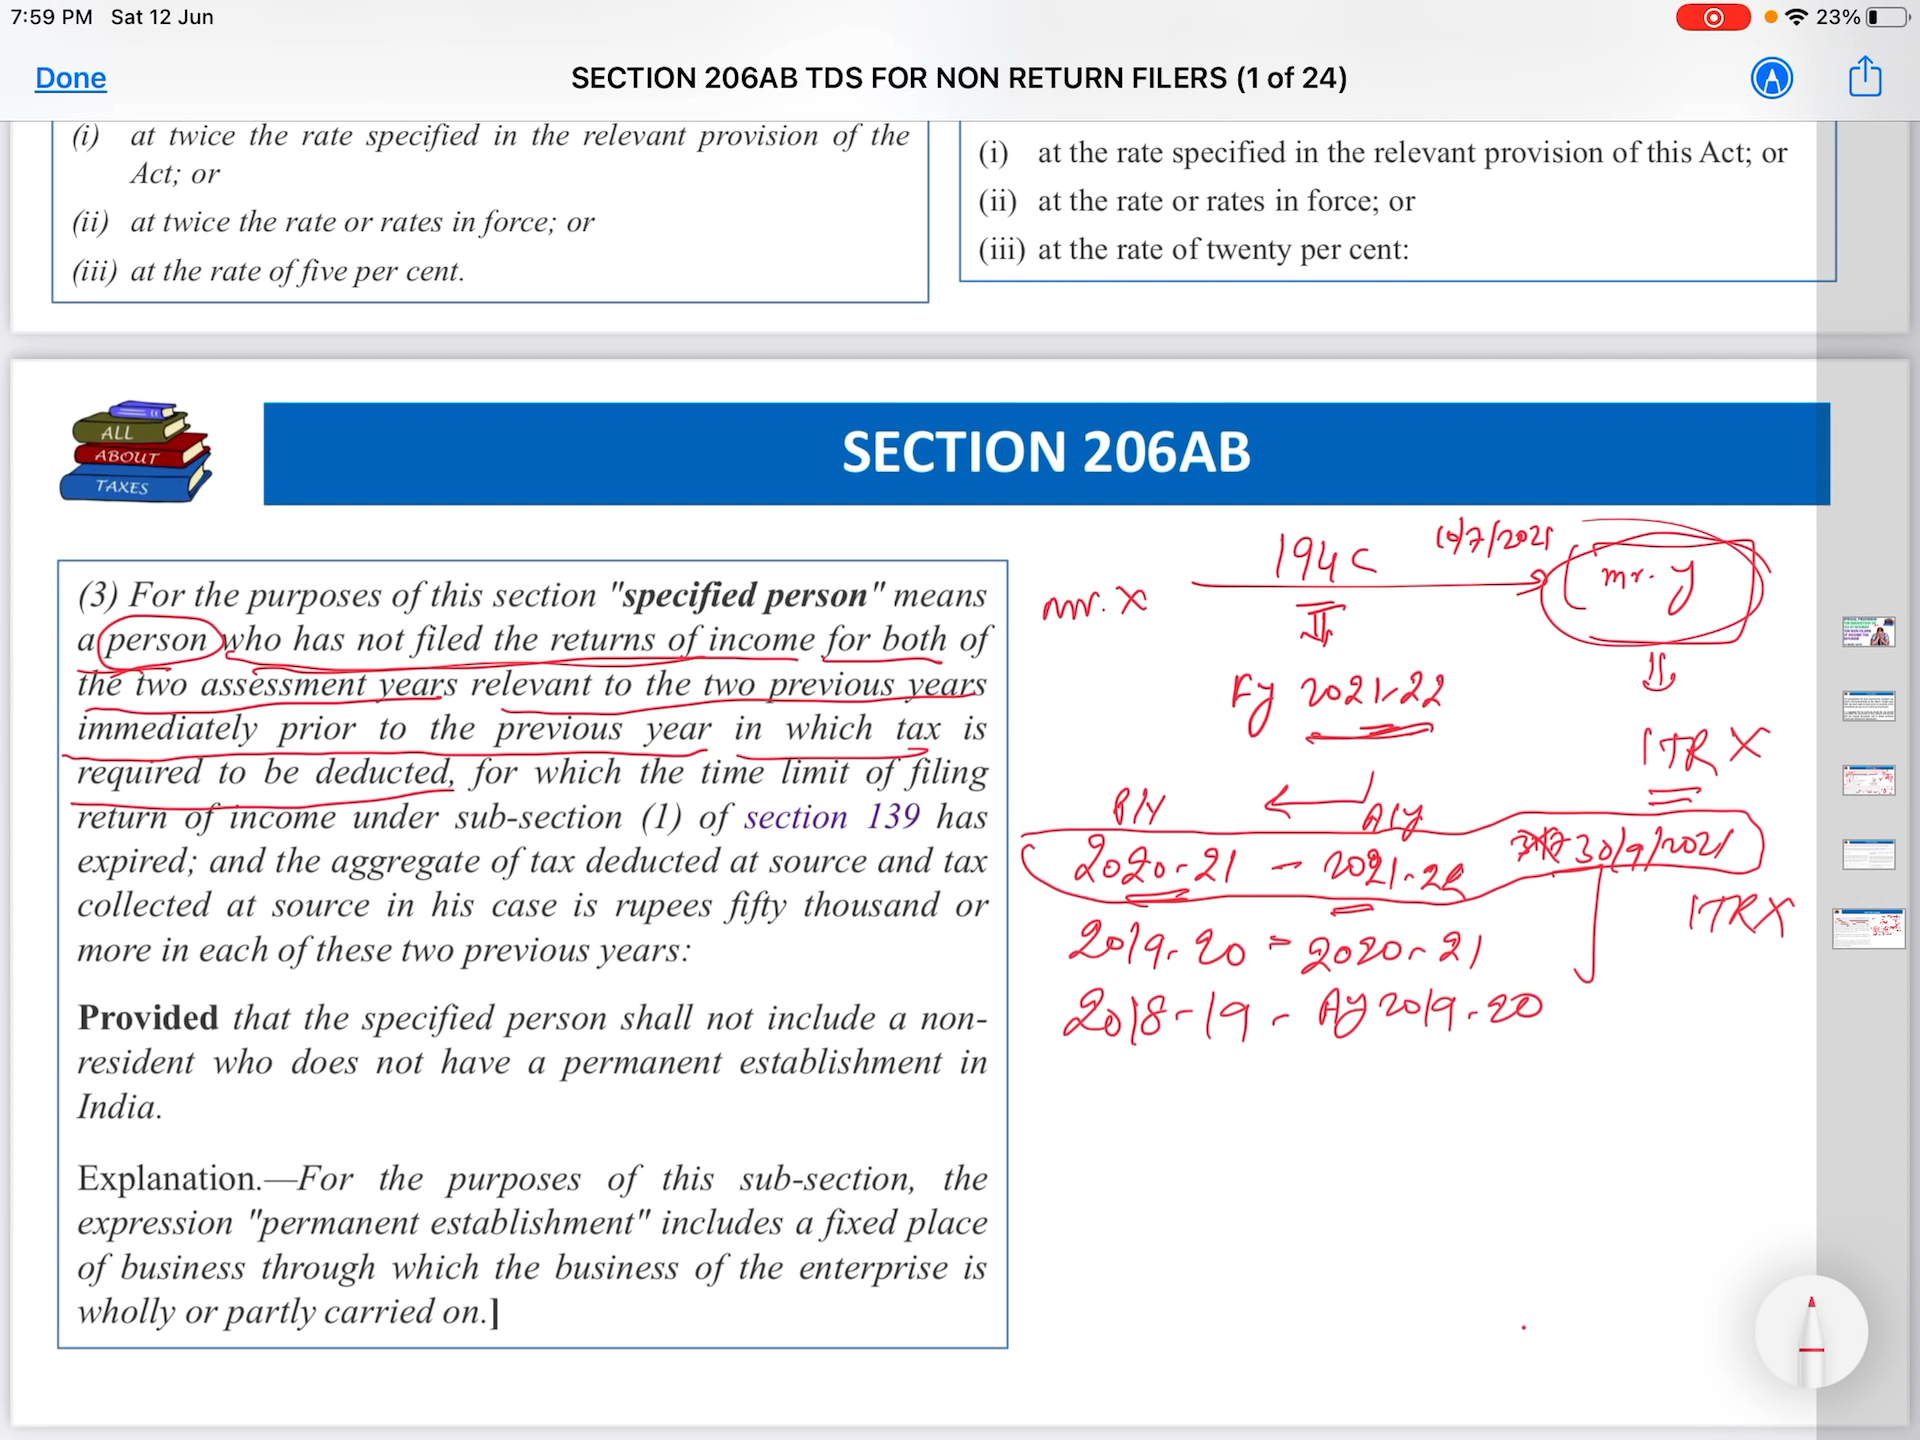 7:59 PM Sat 12 Jun
23%
Done
SECTION 206AB TDS FOR NON RETURN FILERS (1 of 24)
(i) at twice the rate specified in the relevant provision of the
Act; or
(ii) at twice the rate or rates in force; or
(iii) at the rate of five per cent.
(i) at the rate specified in the relevant provision of this Act; or
(ii) at the rate or rates in force; or
(iii) at the rate of twenty per cent:
ALL
ABOUT
TAXES
SECTION 206AB
(3) For the purposes of this section "specified person" means
a person who has not filed the returns of income for both of
the two assessment years relevant to the two previous years
immediately prior to the previous year in which tax is
required to be deducted, for which the time limit of filing
return of income under sub-section (1) of section 139 has
expired; and the aggregate of tax deducted at source and tax
collected at source in his case is rupees fifty thousand or
more in each of these two previous years:
Provided that the specified person shall not include a non-
resident who does not have a permanent establishment in
India.
Explanation.—For the purposes of this sub-section, the
expression "permanent establishment" includes a fixed place
of business through which the business of the enterprise is
wholly or partly carried on.]
mr. X
194C
10/7/2021
mr. y
Fy 2021-22
ITR X
P/Y
A/y
2020-21 - 2021-22
30/9/2021
ITR X
2019-20 = 2020-21
2018-19 - Ay 2019-20